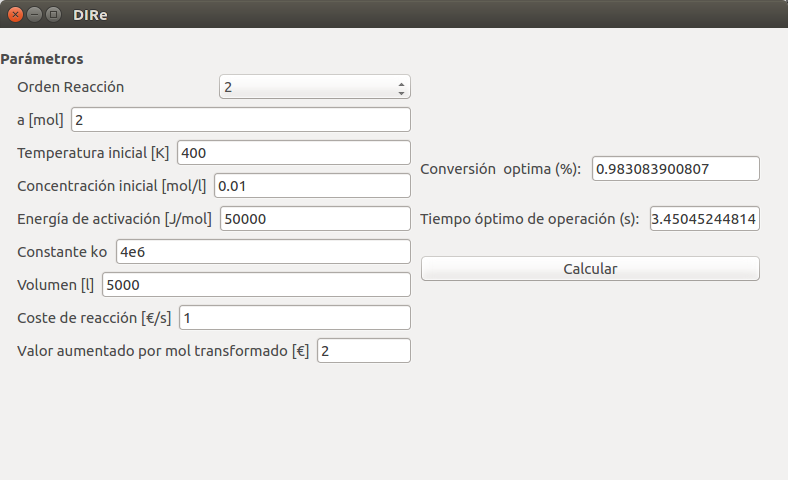 DIRe
Parámetros
Orden Reacción 2
a [mol] 2
Temperatura inicial [K] 400
Concentración inicial [mol/l] 0.01
Energía de activación [J/mol] 50000
Constante ko 4e6
Volumen [l] 5000
Coste de reacción [€/s] 1
Valor aumentado por mol transformado [€] 2
Conversión optima (%): 0.983083900807
Tiempo óptimo de operación (s): 3.45045244814
Calcular